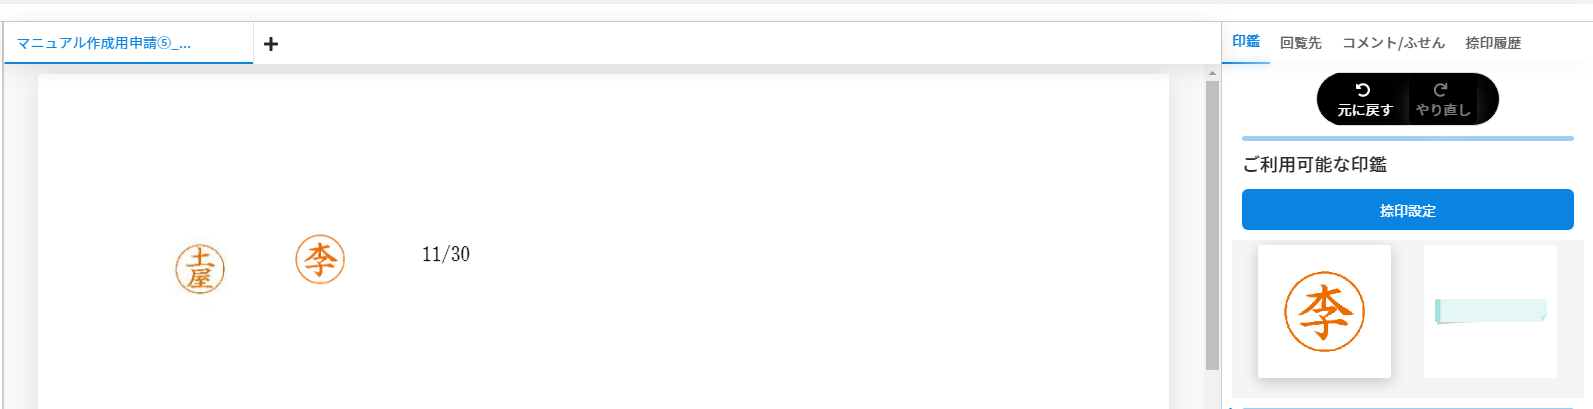 マニュアル作成用申請⑤_...
印鑑 回覧先 コメント/ふせん 捺印履歴
元に戻す やり直し
ご利用可能な印鑑
捺印設定
土屋 李 11/30
李